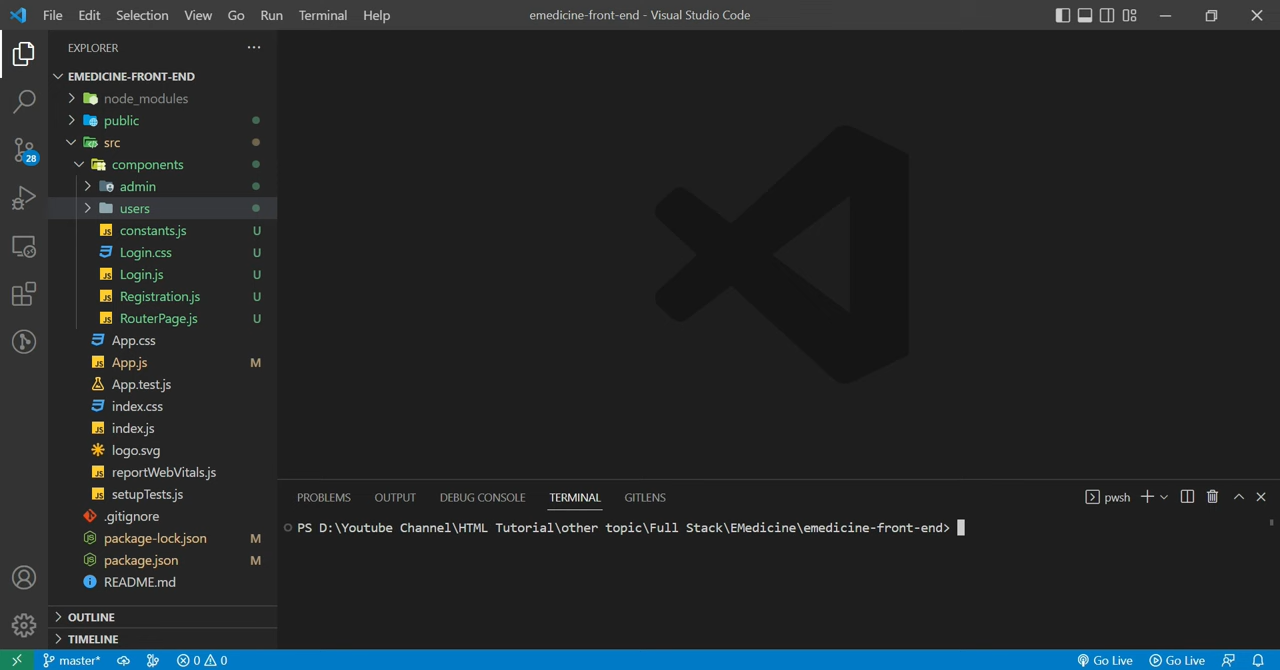 File Edit Selection View Go Run Terminal Help
emedicine-front-end - Visual Studio Code
EXPLORER
EMEDICINE-FRONT-END
node_modules
public
src
components
admin
users
constants.js U
Login.css U
Login.js U
Registration.js U
RouterPage.js U
App.css
App.js M
App.test.js
index.css
index.js
logo.svg
reportWebVitals.js
setupTests.js
.gitignore
package-lock.json M
package.json M
README.md
OUTLINE
TIMELINE
28
PROBLEMS OUTPUT DEBUG CONSOLE TERMINAL GITLENS
pwsh
PS D:\Youtube Channel\HTML Tutorial\other topic\Full Stack\EMedicine\emedicine-front-end>
master* 0 0 Go Live Go Live